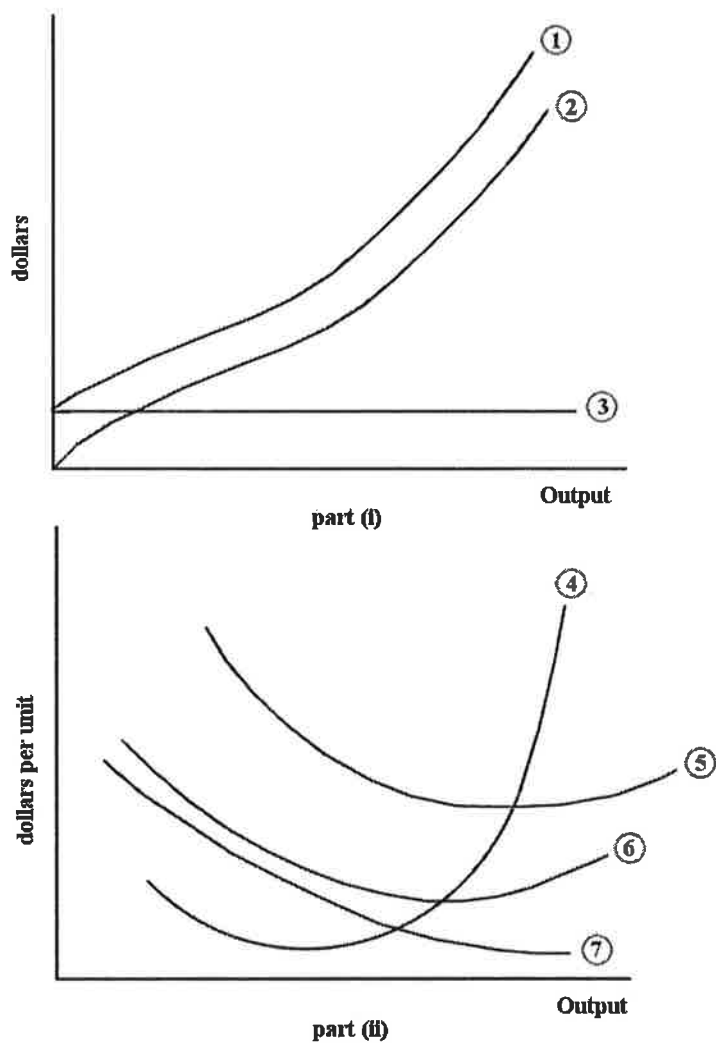 ①
②
dollars
③
Output
part (i)
④
dollars per unit
⑤
⑥
⑦
Output
part (ii)